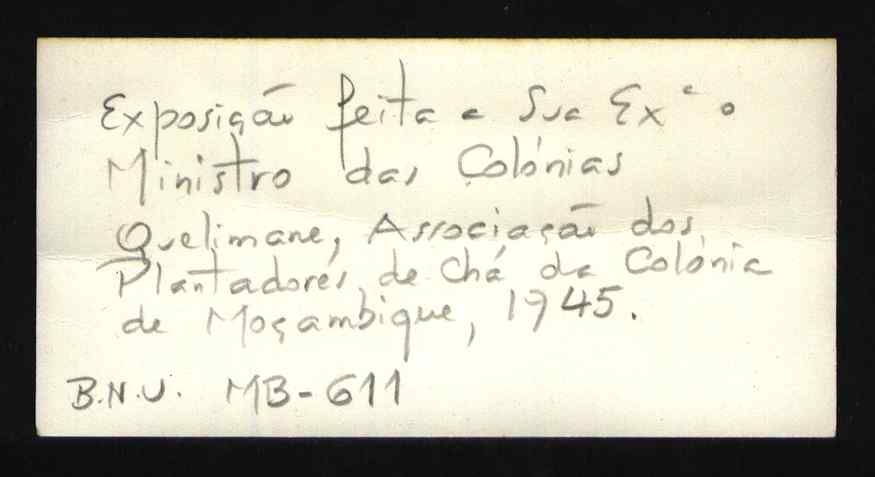 Exposição feita a Sua Exª o
Ministro das Colónias
Quelimane, Associação dos
Plantadores de Chá da Colónia
de Moçambique, 1945.
B.N.U. MB-611